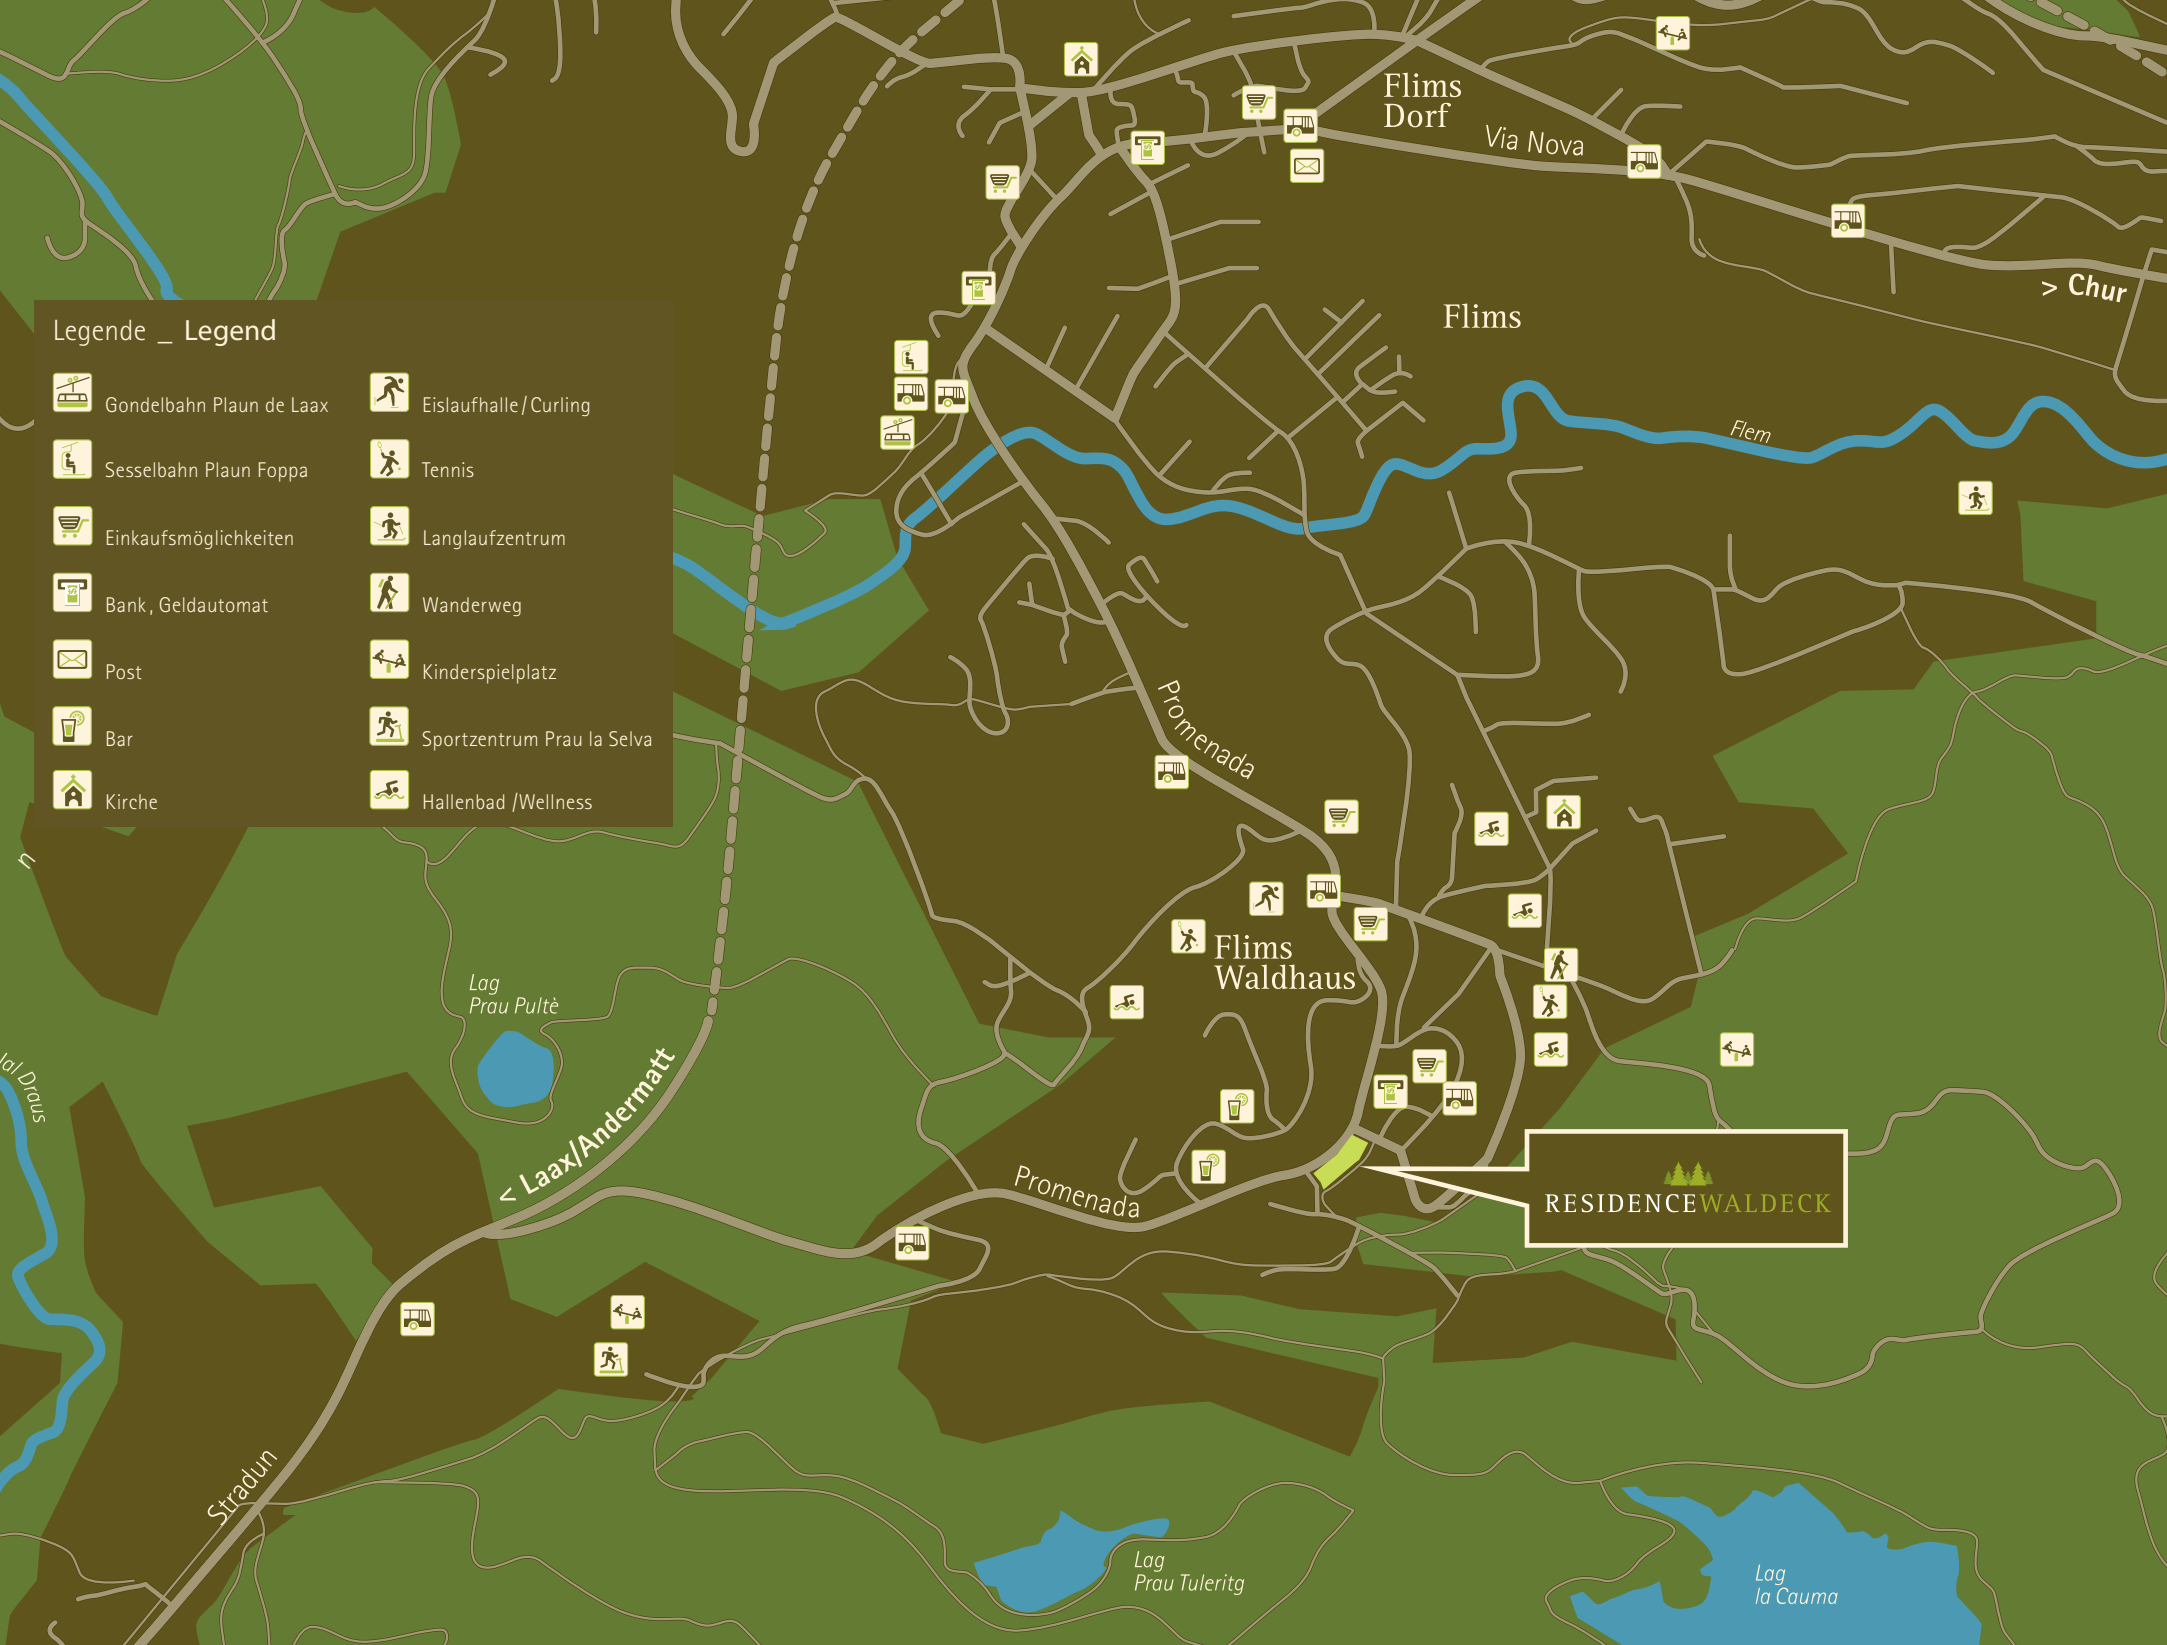 Flims
Dorf
Via Nova
> Chur
Flims
Flem
Legende _ Legend
Gondelbahn Plaun de Laax
Sesselbahn Plaun Foppa
Einkaufsmöglichkeiten
Bank, Geldautomat
Post
Bar
Kirche
Eislaufhalle/Curling
Tennis
Langlaufzentrum
Wanderweg
Kinderspielplatz
Sportzentrum Prau la Selva
Hallenbad /Wellness
Promenada
n
Flims
Waldhaus
Lag
Prau Pultè
Val Draus
< Laax/Andermatt
Promenada
RESIDENCEWALDECK
Stradun
Lag
Prau Tuleritg
Lag
la Cauma